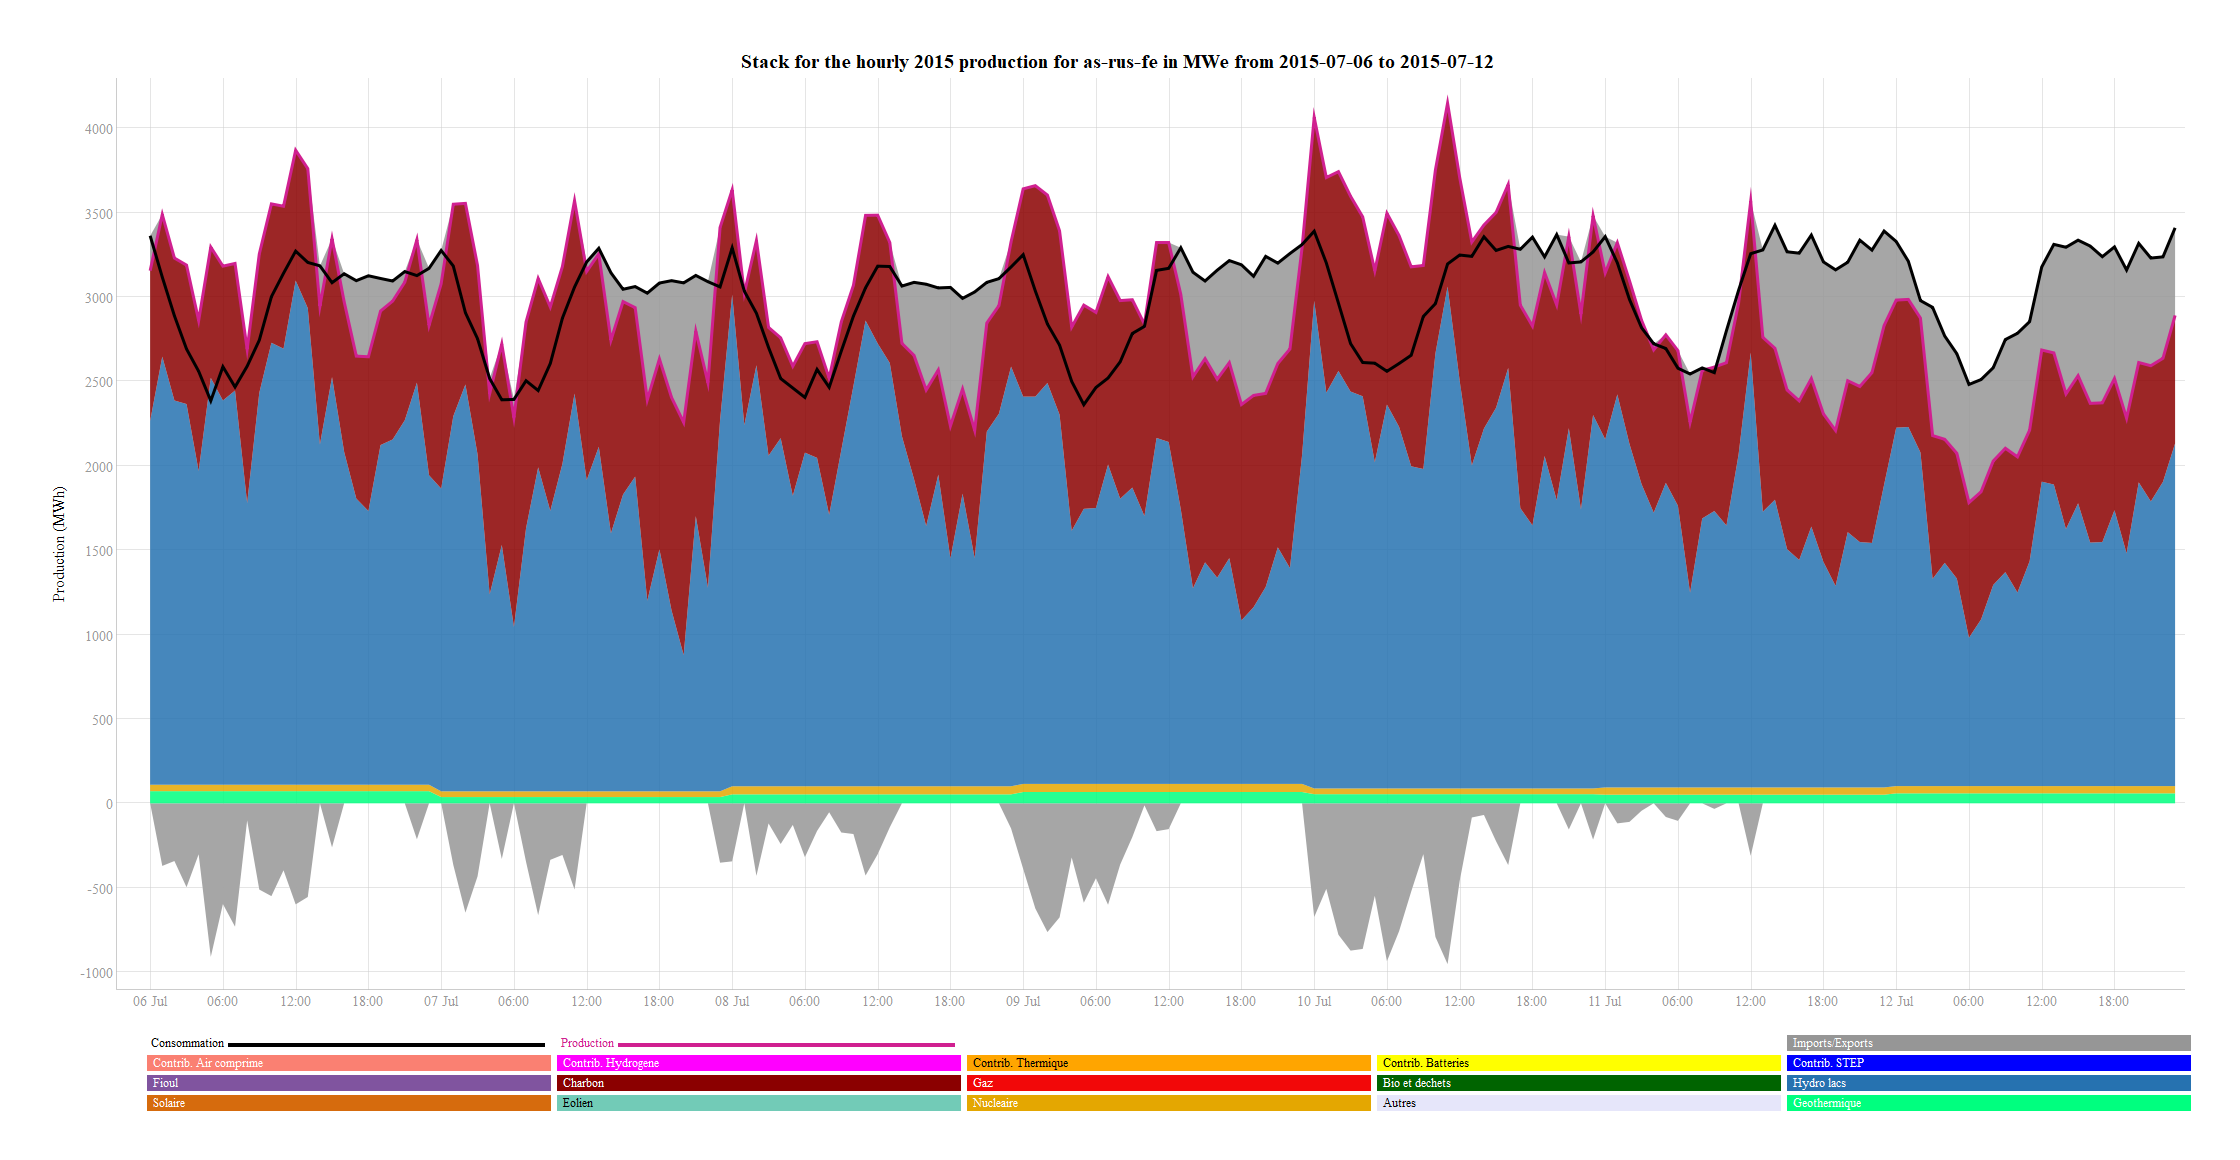 Stack for the hourly 2015 production for as-rus-fe in MWe from 2015-07-06 to 2015-07-12
Production (MWh)
4000
3500
3000
2500
2000
1500
1000
500
0
-500
-1000
06 Jul 06:00 12:00 18:00 07 Jul 06:00 12:00 18:00 08 Jul 06:00 12:00 18:00 09 Jul 06:00 12:00 18:00 10 Jul 06:00 12:00 18:00 11 Jul 06:00 12:00 18:00 12 Jul 06:00 12:00 18:00
Consommation Production Imports/Exports
Contrib. Air comprime Contrib. Hydrogene Contrib. Thermique Contrib. Batteries Contrib. STEP
Fioul Charbon Gaz Bio et dechets Hydro lacs
Solaire Eolien Nucleaire Autres Geothermique